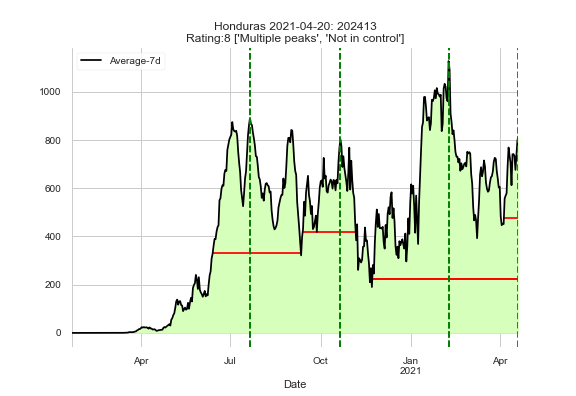 Honduras 2021-04-20: 202413
Rating:8 ['Multiple peaks', 'Not in control']
Average-7d
1000
800
600
400
200
0
Apr
Jul
Oct
Jan
2021
Apr
Date